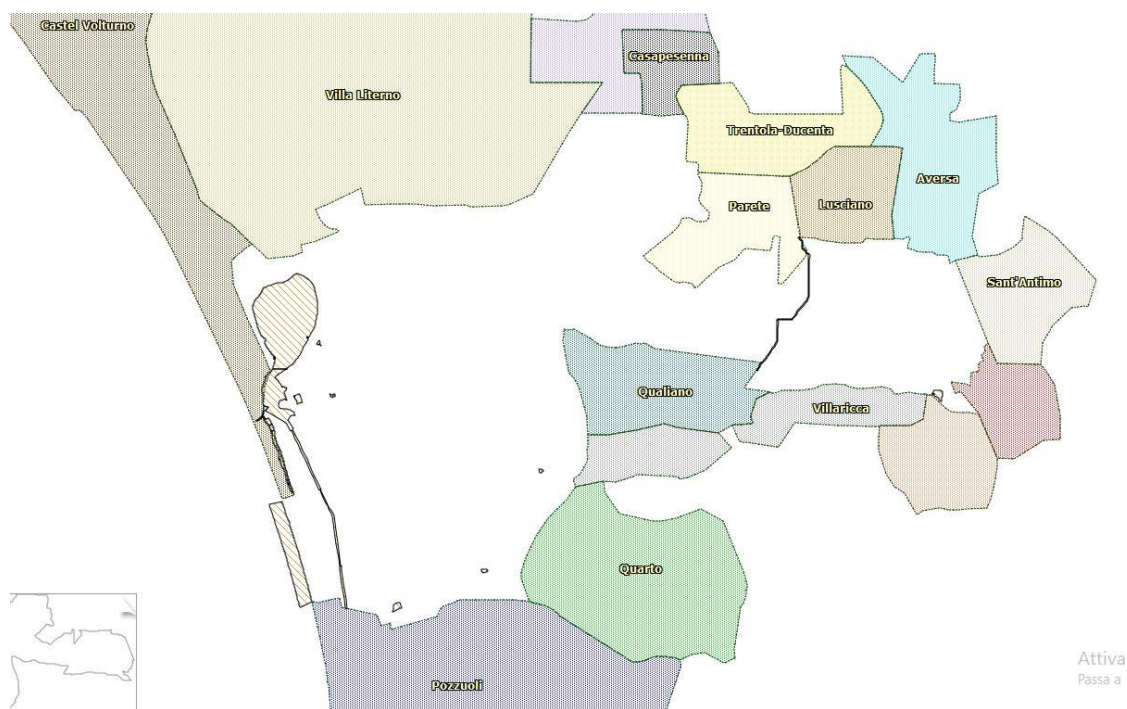 Castel Volturno
Casapesenna
Villa Literno
Trentola-Ducenta
Aversa
Parete
Lusciano
Sant'Antimo
Qualiano
Villaricca
Quarto
Pozzuoli
Attiva
Passa a